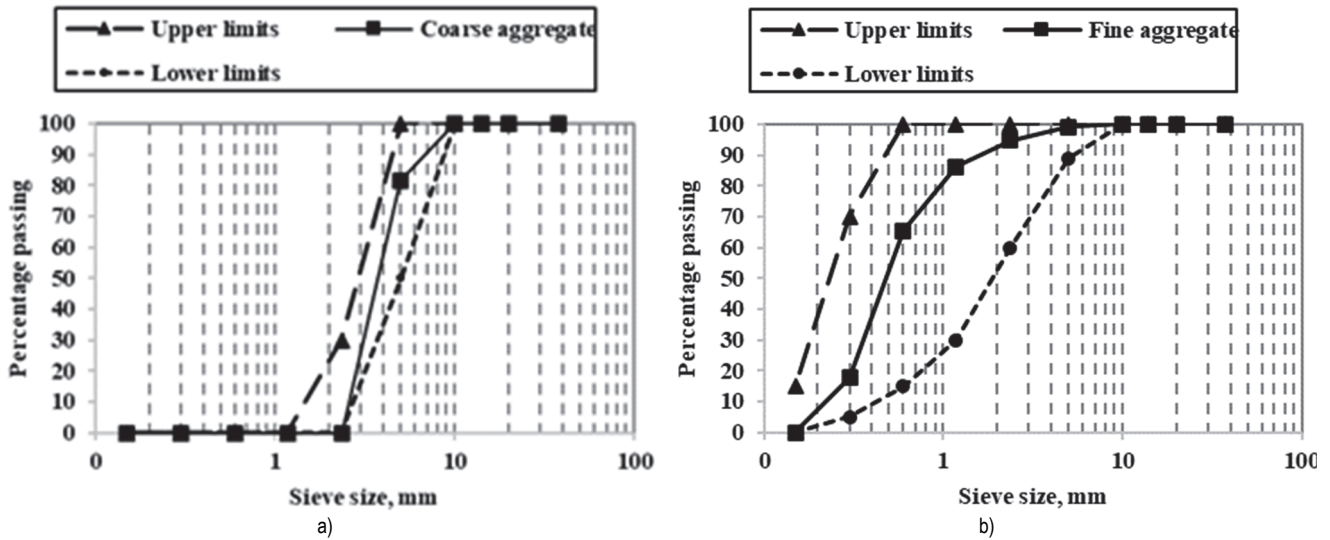 Upper limits Coarse aggregate
Lower limits
Percentage passing
100
90
80
70
60
50
40
30
20
10
0
0 1 10 100
Sieve size, mm
a)
Upper limits Fine aggregate
Lower limits
Percentage passing
100
90
80
70
60
50
40
30
20
10
0
0 1 10 100
Sieve size, mm
b)